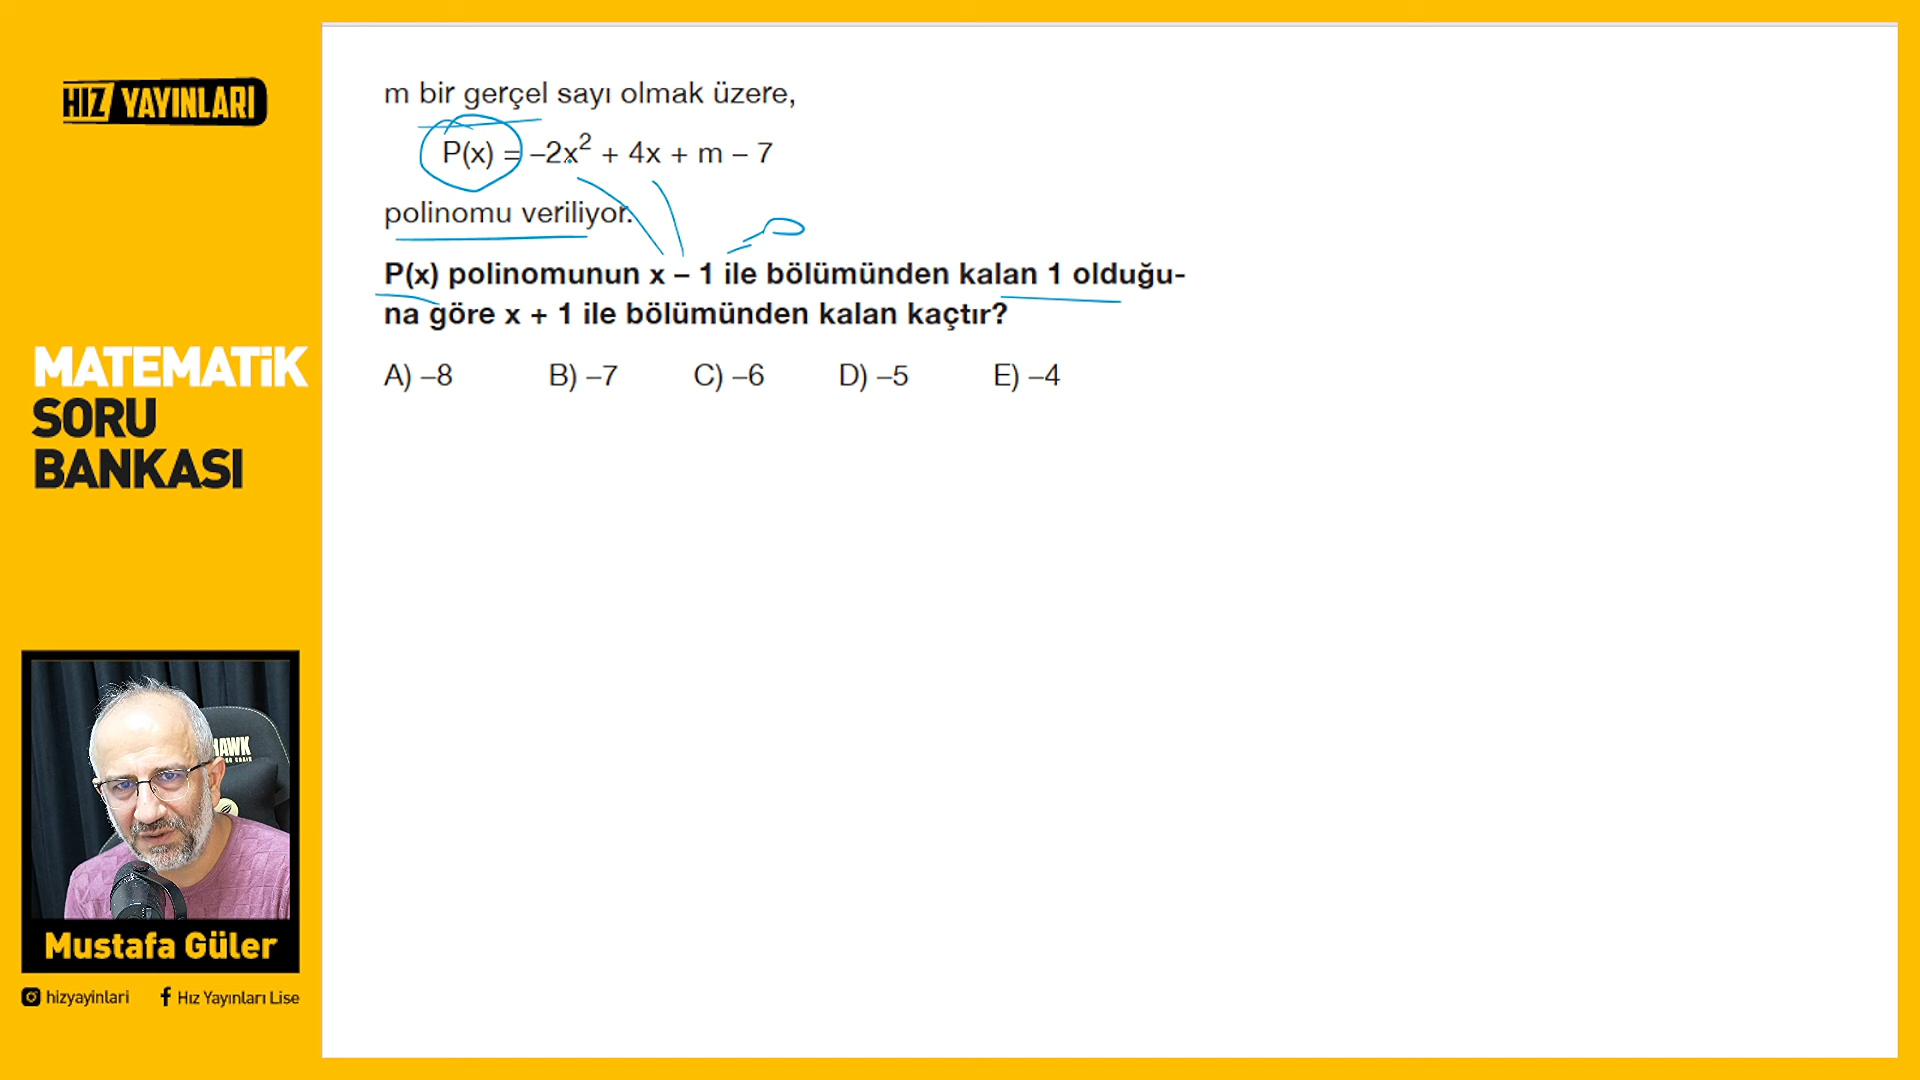 HIZ YAYINLARI
MATEMATİK
SORU
BANKASI
m bir gerçel sayı olmak üzere,
P(x) = –2x² + 4x + m – 7
polinomu veriliyor.
P(x) polinomunun x – 1 ile bölümünden kalan 1 olduğu-
na göre x + 1 ile bölümünden kalan kaçtır?
A) –8 B) –7 C) –6 D) –5 E) –4
HAWK
Mustafa Güler
hizyayinlari Hız Yayınları Lise